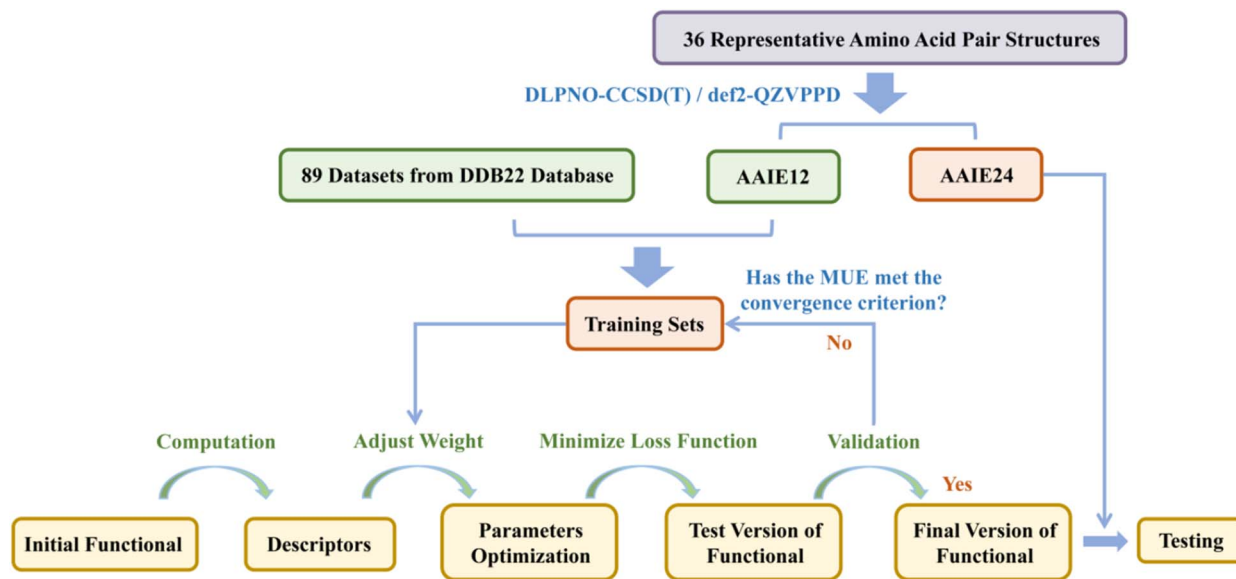 36 Representative Amino Acid Pair Structures
DLPNO-CCSD(T) / def2-QZVPPD
89 Datasets from DDB22 Database
AAIE12
AAIE24
Has the MUE met the
convergence criterion?
Training Sets
No
Computation
Adjust Weight
Minimize Loss Function
Validation
Yes
Initial Functional
Descriptors
Parameters
Optimization
Test Version of
Functional
Final Version of
Functional
Testing